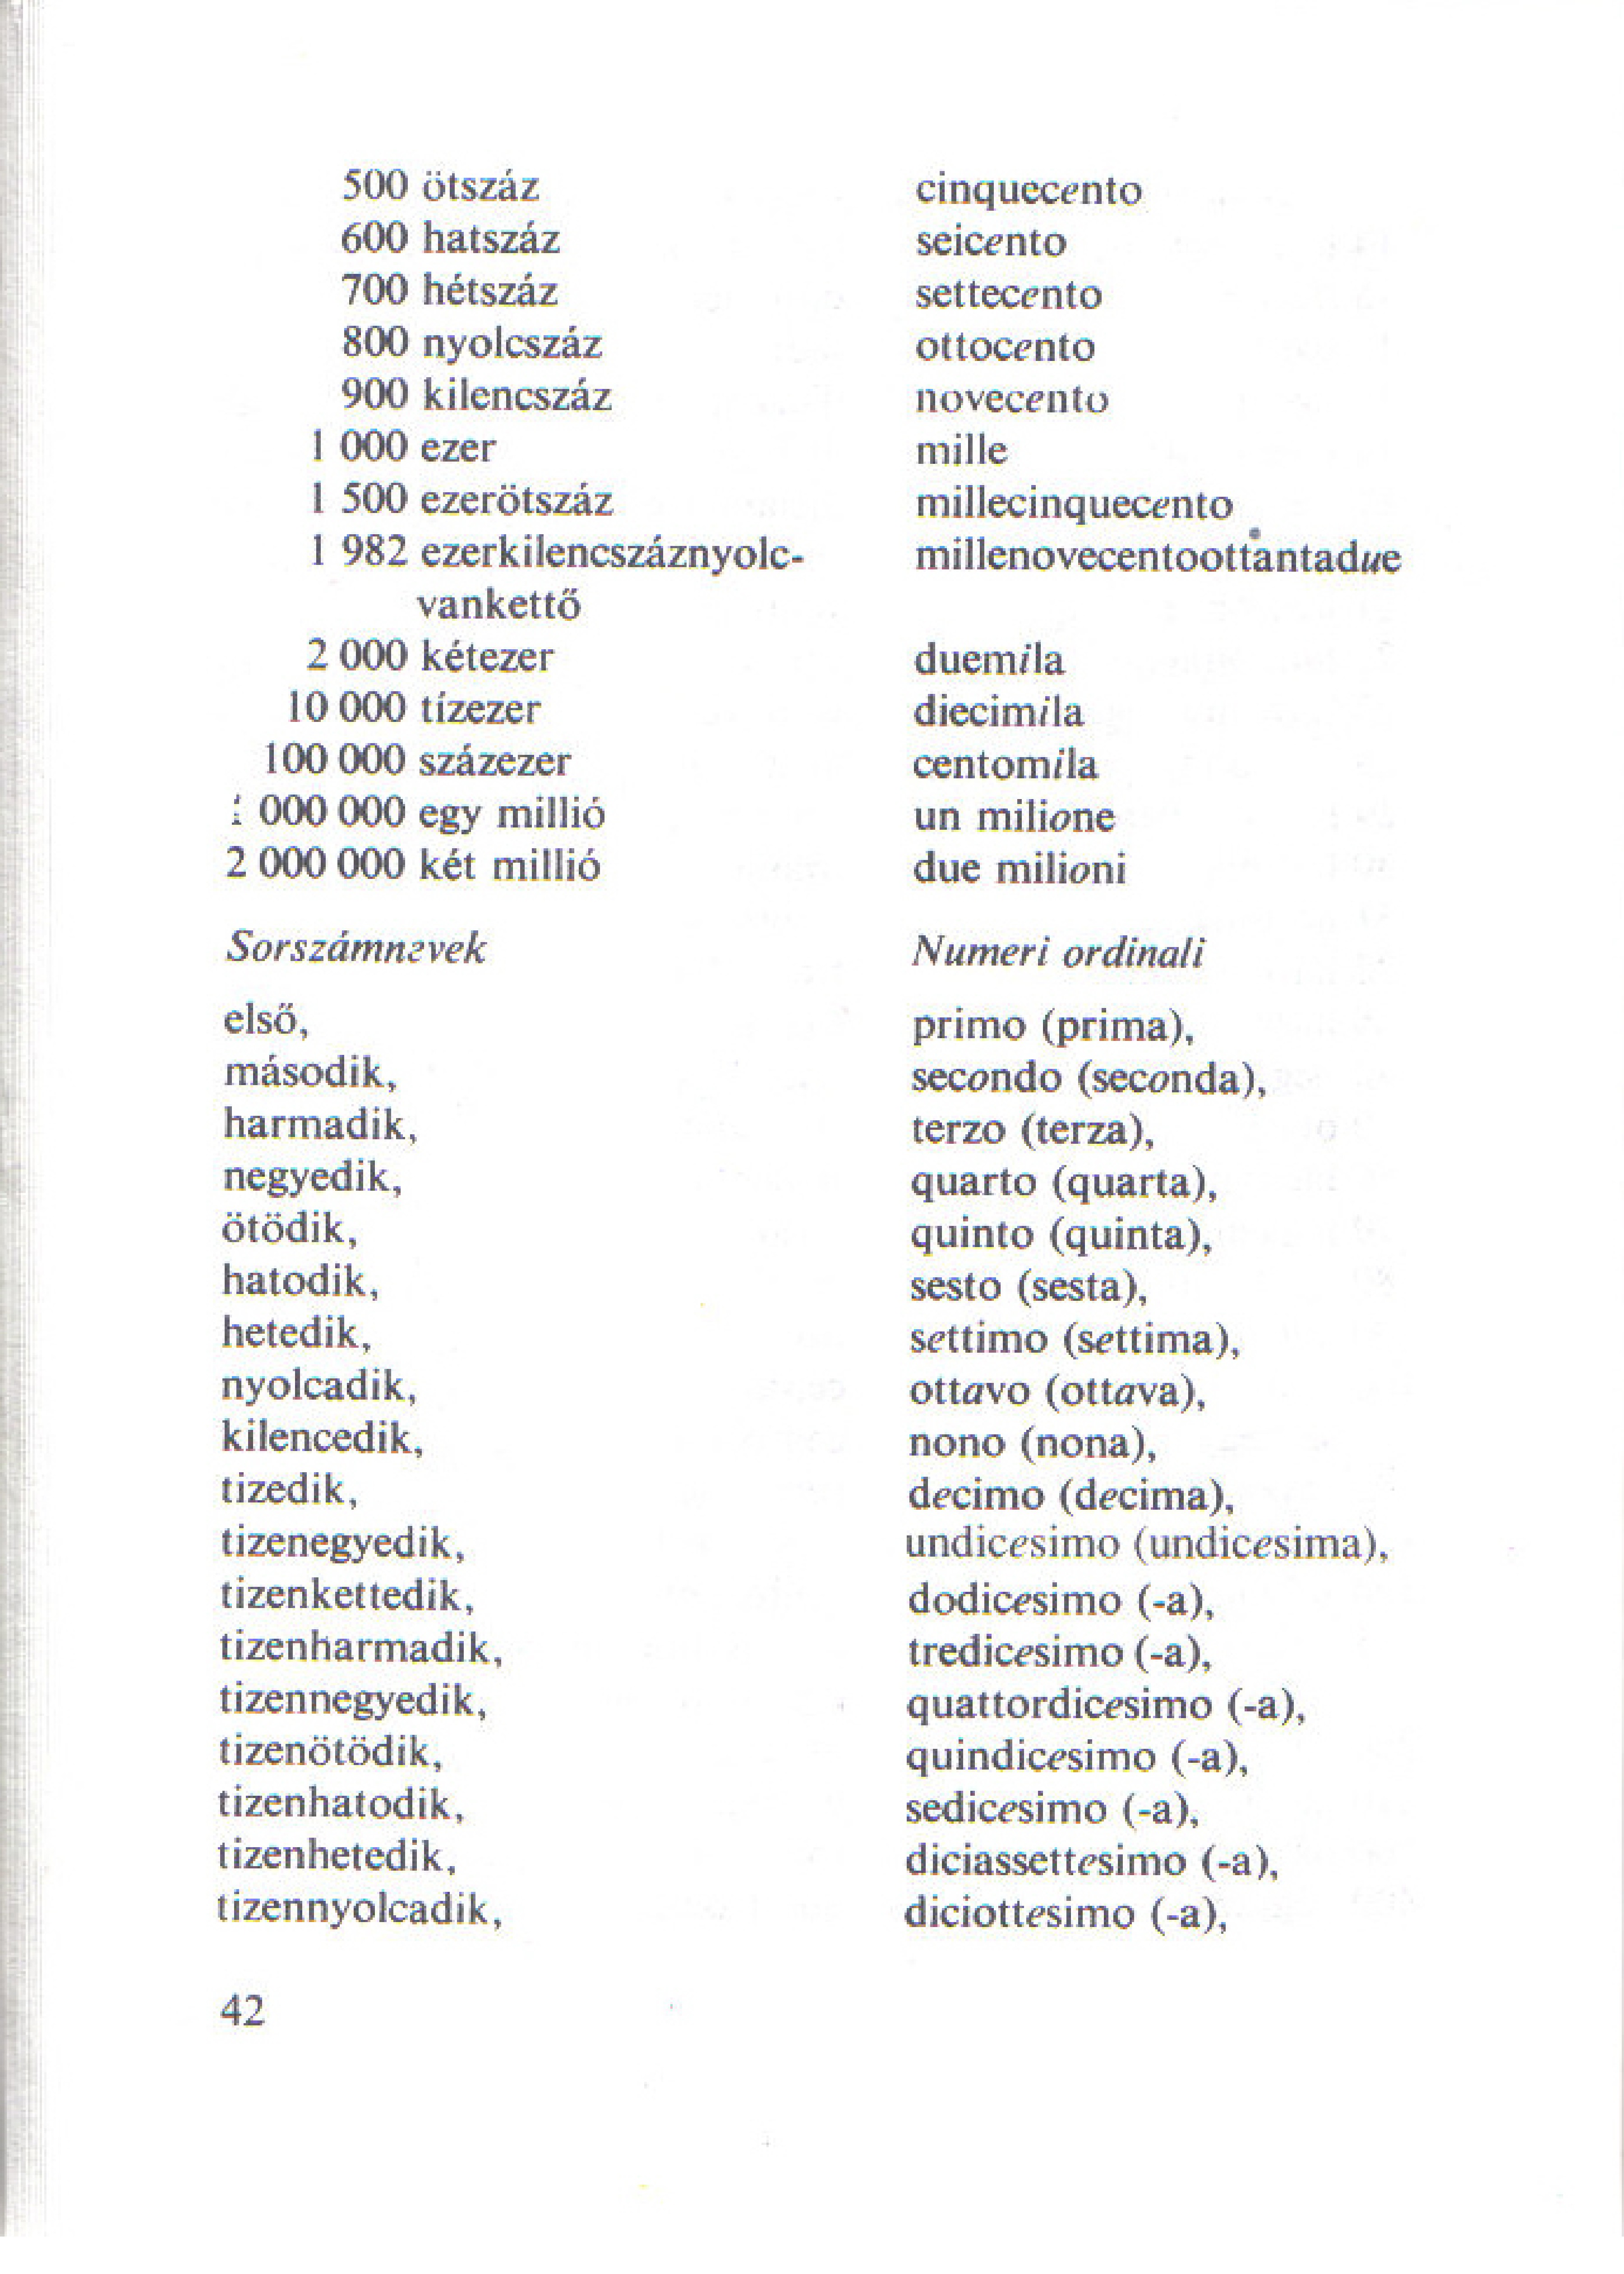 500 ötszáz cinquecento
600 hatszáz seicento
700 hétszáz settecento
800 nyolcszáz ottocento
900 kilencszáz novecento
1 000 ezer mille
1 500 ezerötszáz millecinquecento
1 982 ezerkilencszáznyolc- millenovecentoottantadue
vankettő
2 000 kétezer duemila
10 000 tízezer diecimila
100 000 százezer centomila
1 000 000 egy millió un milione
2 000 000 két millió due milioni
Sorszámnevek Numeri ordinali
első, primo (prima),
második, secondo (seconda),
harmadik, terzo (terza),
negyedik, quarto (quarta),
ötödik, quinto (quinta),
hatodik, sesto (sesta),
hetedik, settimo (settima),
nyolcadik, ottavo (ottava),
kilencedik, nono (nona),
tizedik, decimo (decima),
tizenegyedik, undicesimo (undicesima),
tizenkettedik, dodicesimo (-a),
tizenharmadik, tredicesimo (-a),
tizennegyedik, quattordicesimo (-a),
tizenötödik, quindicesimo (-a),
tizenhatodik, sedicesimo (-a),
tizenhetedik, diciassettesimo (-a),
tizennyolcadik, diciottesimo (-a),
42